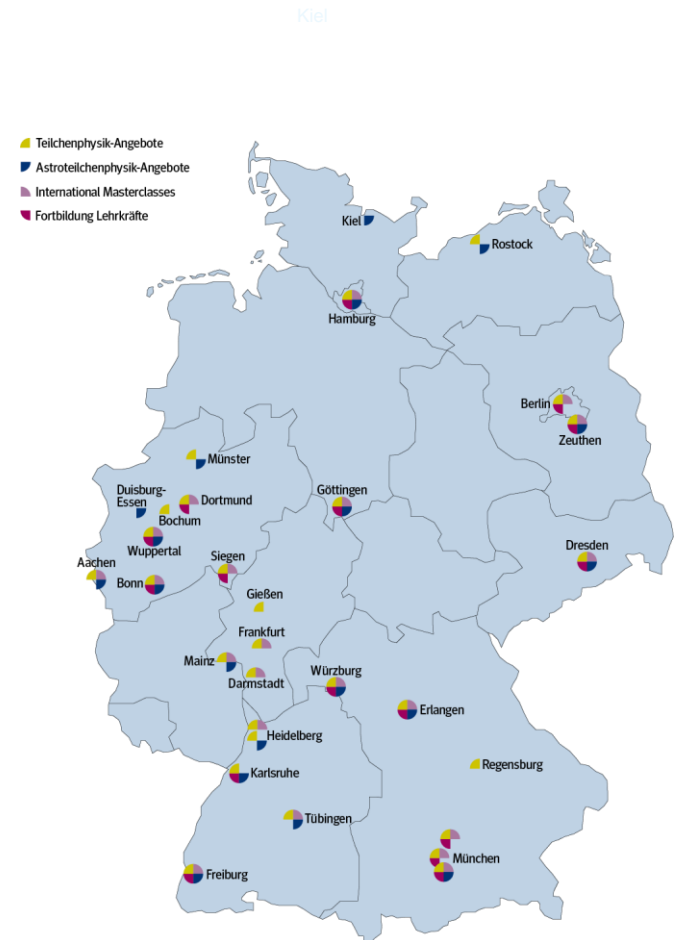 Kiel
Teilchenphysik-Angebote
Astroteilchenphysik-Angebote
International Masterclasses
Fortbildung Lehrkräfte
Kiel
Rostock
Hamburg
Berlin
Zeuthen
Münster
Duisburg-
Essen
Dortmund
Bochum
Göttingen
Wuppertal
Dresden
Aachen
Siegen
Bonn
Gießen
Frankfurt
Mainz
Würzburg
Darmstadt
Erlangen
Heidelberg
Regensburg
Karlsruhe
Tübingen
München
Freiburg